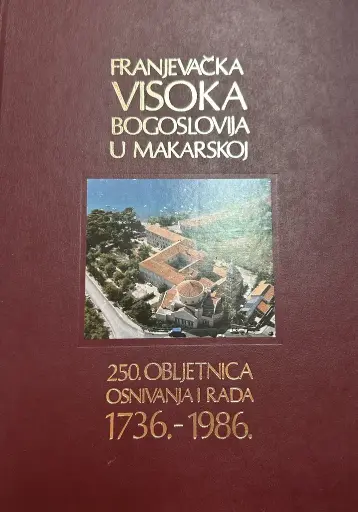 FRANJEVAČKA
VISOKA
BOGOSLOVIJA
U MAKARSKOJ
250. OBLJETNICA
OSNIVANJA I RADA
1736.-1986.